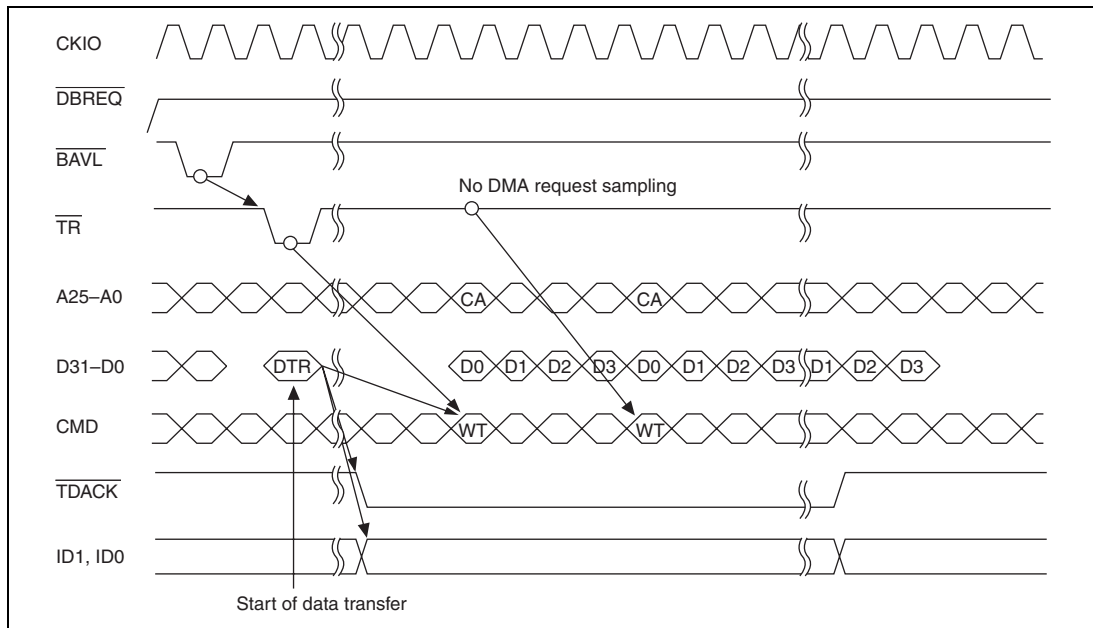 CKIO
DBREQ
BAVL
No DMA request sampling
TR
A25–A0 CA CA
D31–D0 DTR D0 D1 D2 D3 D0 D1 D2 D3 D1 D2 D3
CMD WT WT
TDACK
ID1, ID0
Start of data transfer